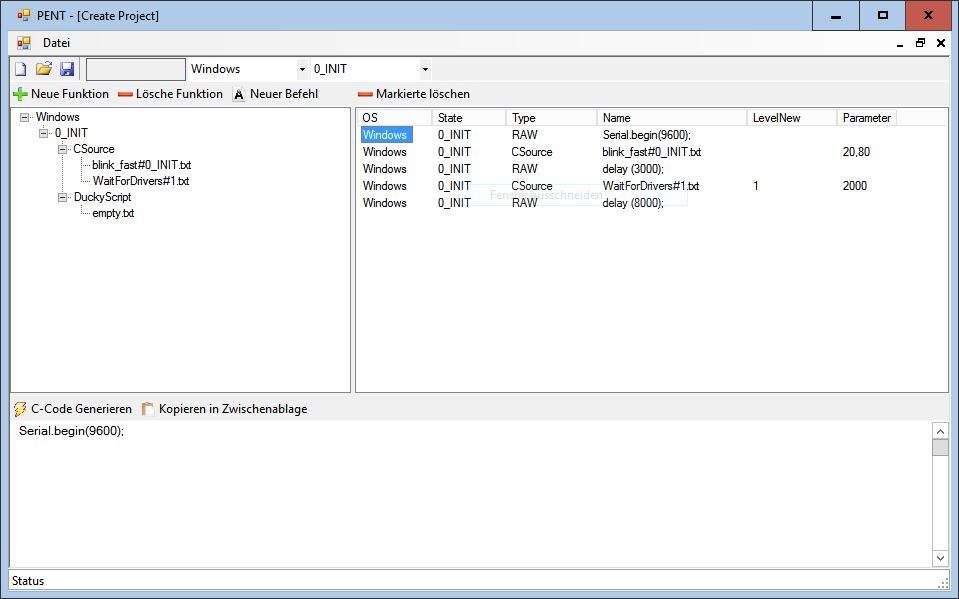 PENT - [Create Project]
Datei
Windows 0_INIT
Neue Funktion Lösche Funktion A Neuer Befehl Markierte löschen
Windows
0_INIT
CSource
blink_fast#0_INIT.txt
WaitForDrivers#1.txt
DuckyScript
empty.txt
OS State Type Name LevelNew Parameter
Windows 0_INIT RAW Serial.begin(9600);
Windows 0_INIT CSource blink_fast#0_INIT.txt 20,80
Windows 0_INIT RAW delay (3000);
Windows 0_INIT CSource WaitForDrivers#1.txt 1 2000
Fenster ausschneiden
Windows 0_INIT RAW delay (8000);
C-Code Generieren Kopieren in Zwischenablage
Serial.begin(9600);
Status